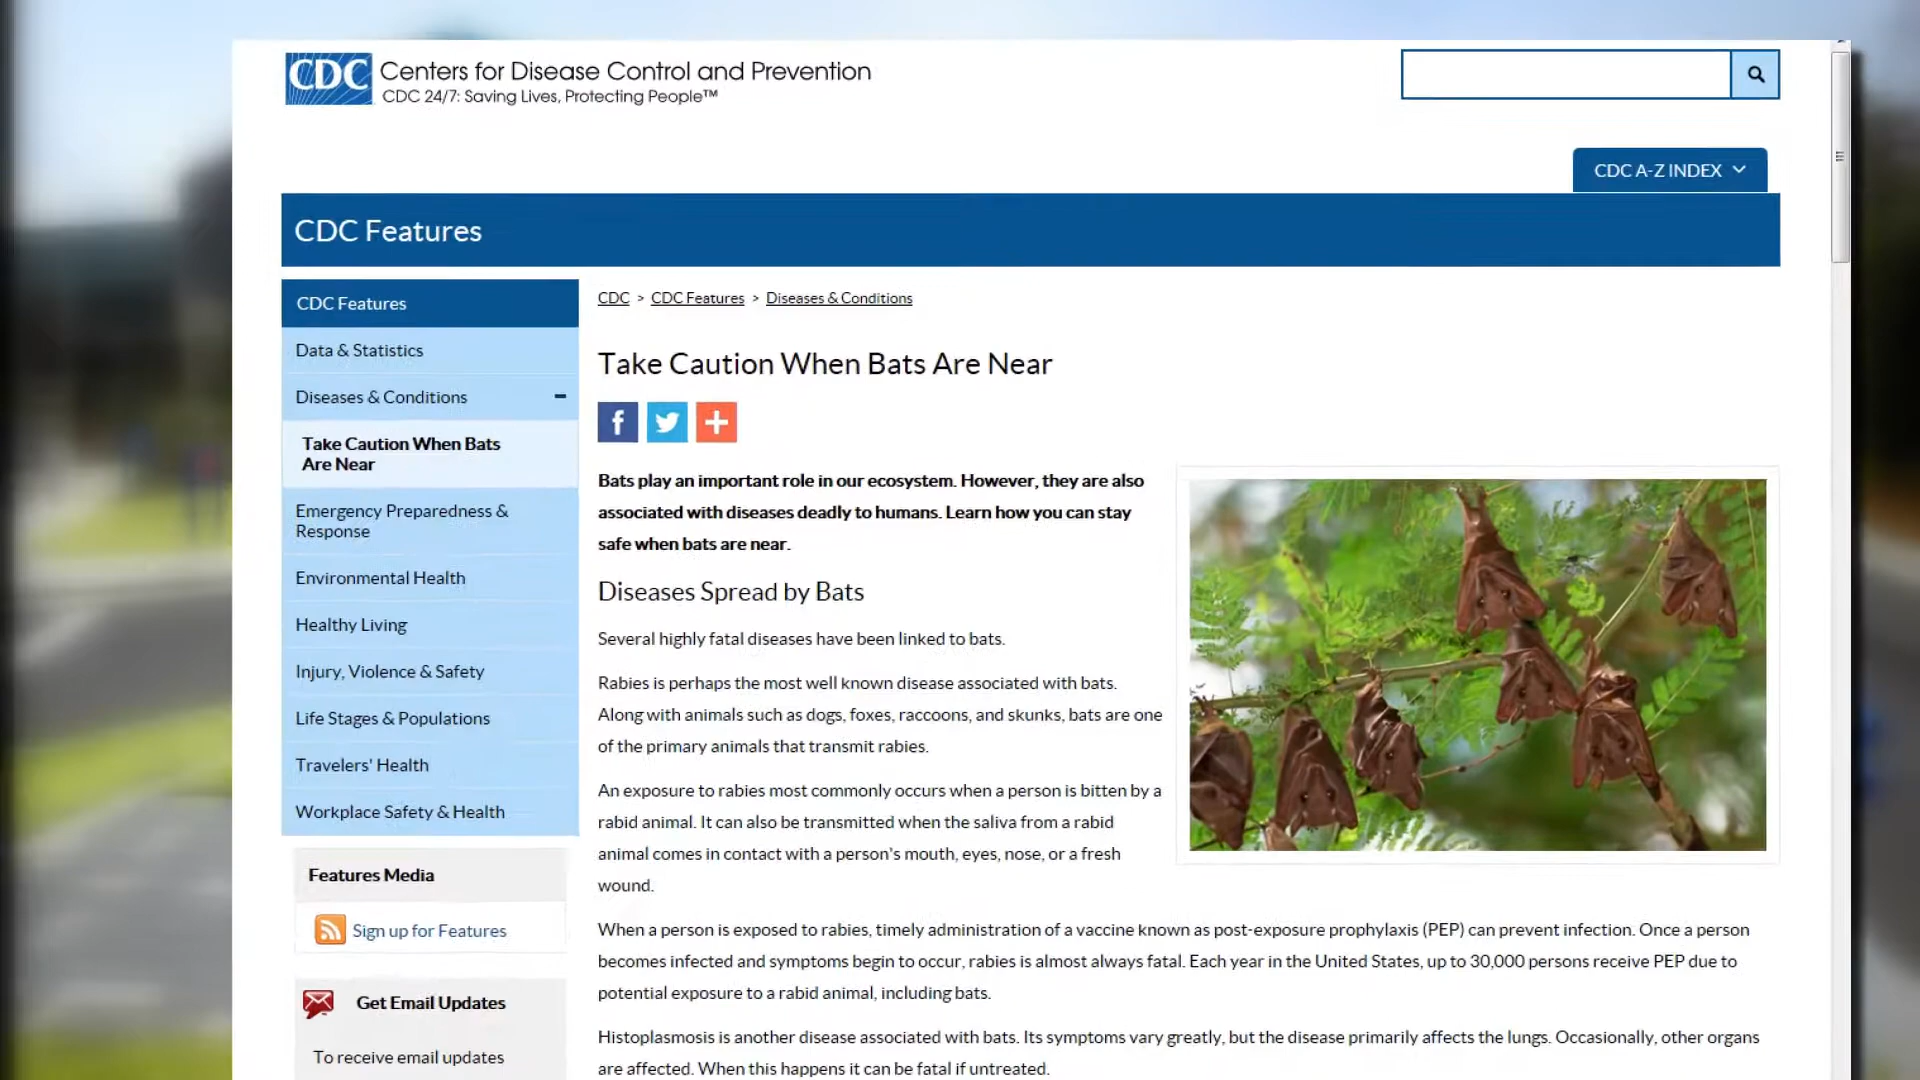 CDC Centers for Disease Control and Prevention
CDC 24/7: Saving Lives, Protecting People™
CDC A-Z INDEX
CDC Features
CDC Features
Data & Statistics
Diseases & Conditions
Take Caution When Bats
Are Near
Emergency Preparedness &
Response
Environmental Health
Healthy Living
Injury, Violence & Safety
Life Stages & Populations
Travelers' Health
Workplace Safety & Health
Features Media
Sign up for Features
Get Email Updates
To receive email updates
CDC > CDC Features > Diseases & Conditions
Take Caution When Bats Are Near
Bats play an important role in our ecosystem. However, they are also
associated with diseases deadly to humans. Learn how you can stay
safe when bats are near.
Diseases Spread by Bats
Several highly fatal diseases have been linked to bats.
Rabies is perhaps the most well known disease associated with bats.
Along with animals such as dogs, foxes, raccoons, and skunks, bats are one
of the primary animals that transmit rabies.
An exposure to rabies most commonly occurs when a person is bitten by a
rabid animal. It can also be transmitted when the saliva from a rabid
animal comes in contact with a person's mouth, eyes, nose, or a fresh
wound.
When a person is exposed to rabies, timely administration of a vaccine known as post-exposure prophylaxis (PEP) can prevent infection. Once a person
becomes infected and symptoms begin to occur, rabies is almost always fatal. Each year in the United States, up to 30,000 persons receive PEP due to
potential exposure to a rabid animal, including bats.
Histoplasmosis is another disease associated with bats. Its symptoms vary greatly, but the disease primarily affects the lungs. Occasionally, other organs
are affected. When this happens it can be fatal if untreated.